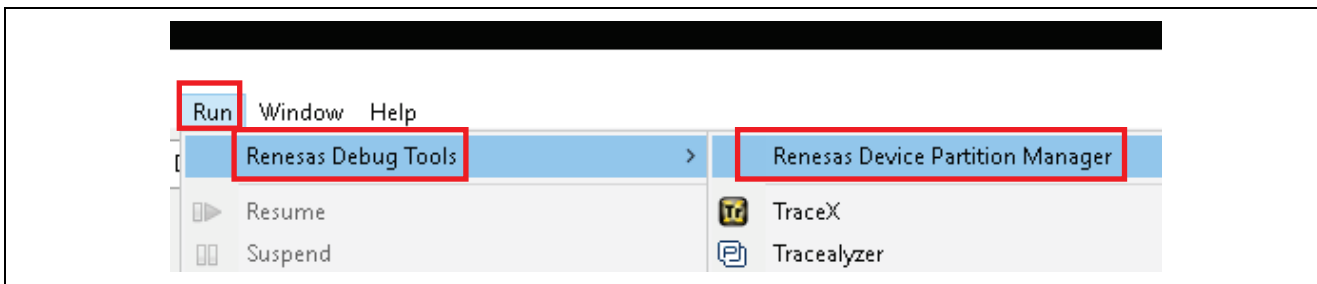 Run Window Help
Renesas Debug Tools > Renesas Device Partition Manager
Resume TraceX
Suspend Tracealyzer